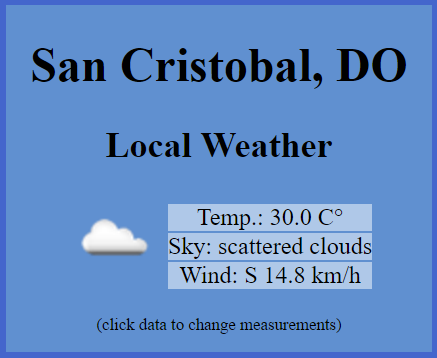 San Cristobal, DO
Local Weather
Temp.: 30.0 C°
Sky: scattered clouds
Wind: S 14.8 km/h
(click data to change measurements)